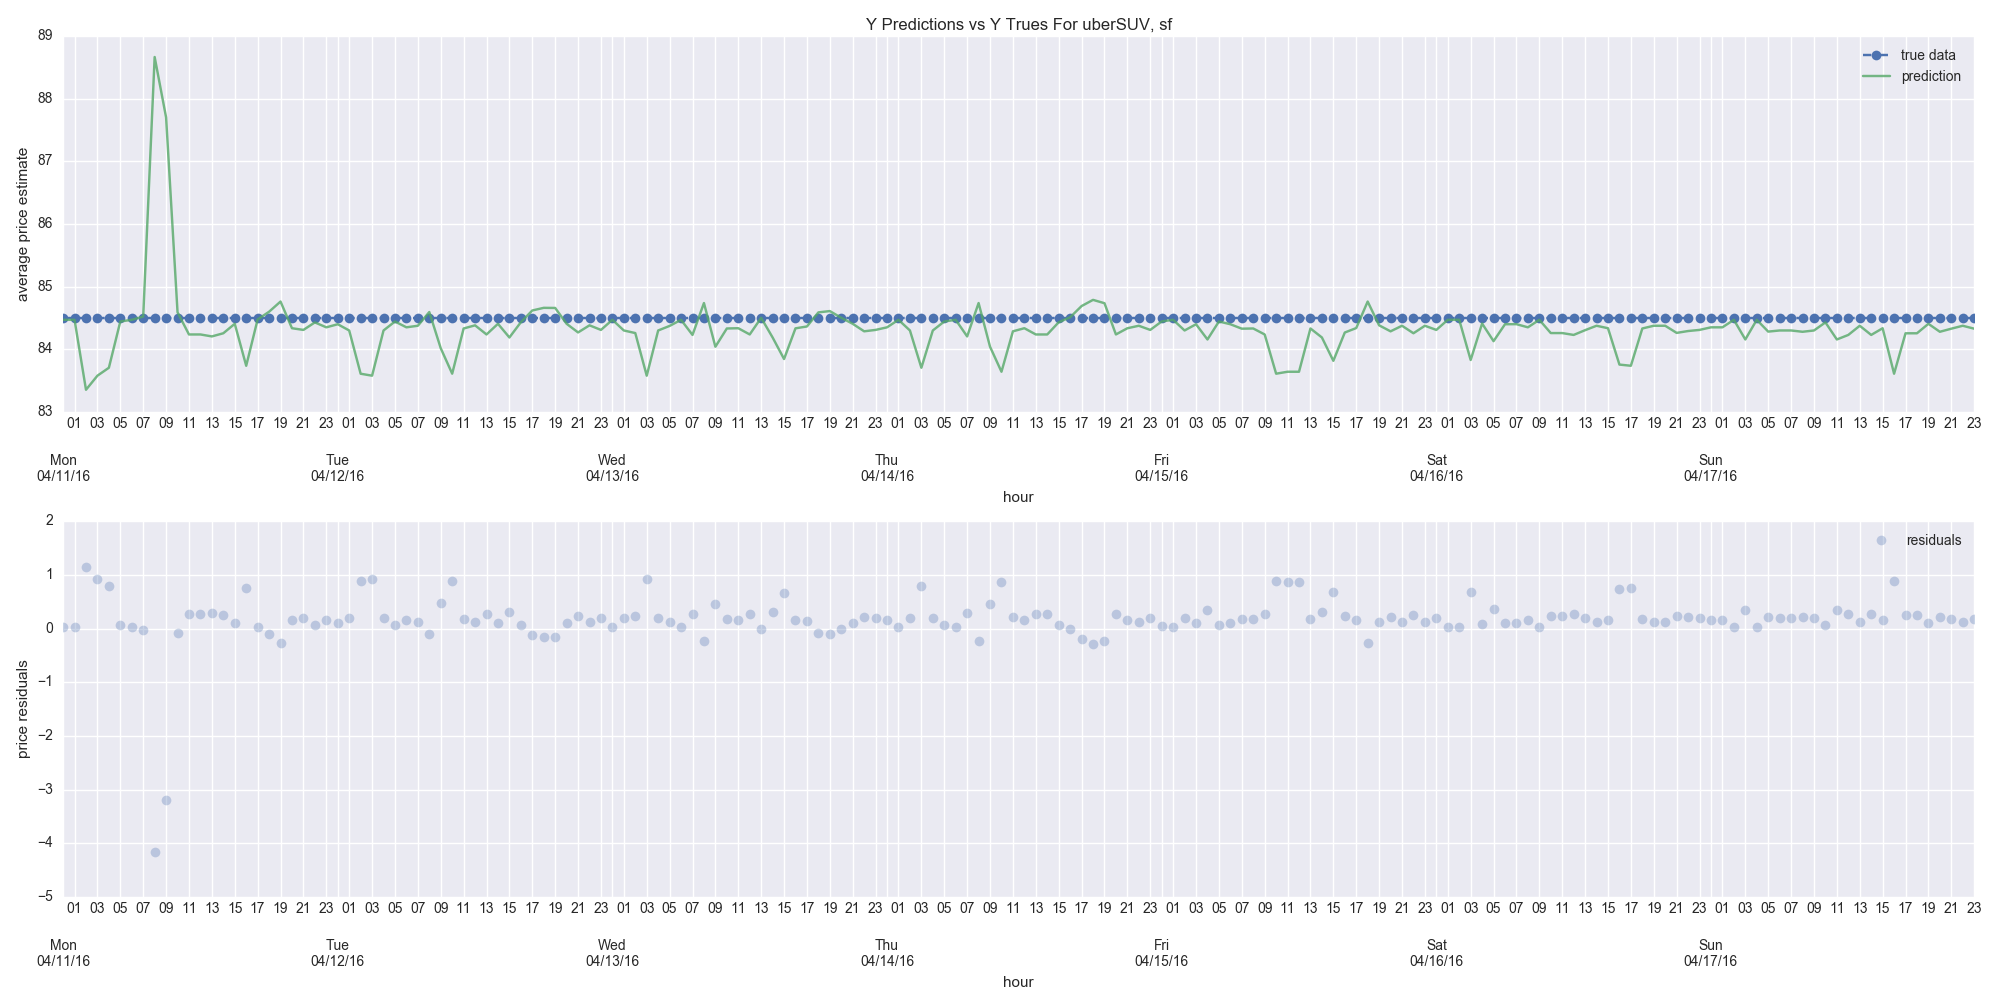 Y Predictions vs Y Trues For uberSUV, sf
true data
prediction
average price estimate
89
88
87
86
85
84
83
01 03 05 07 09 11 13 15 17 19 21 23 01 03 05 07 09 11 13 15 17 19 21 23 01 03 05 07 09 11 13 15 17 19 21 23 01 03 05 07 09 11 13 15 17 19 21 23 01 03 05 07 09 11 13 15 17 19 21 23 01 03 05 07 09 11 13 15 17 19 21 23 01 03 05 07 09 11 13 15 17 19 21 23
Mon Tue Wed Thu Fri Sat Sun
04/11/16 04/12/16 04/13/16 04/14/16 04/15/16 04/16/16 04/17/16
hour
residuals
price residuals
2
1
0
−1
−2
−3
−4
−5
01 03 05 07 09 11 13 15 17 19 21 23 01 03 05 07 09 11 13 15 17 19 21 23 01 03 05 07 09 11 13 15 17 19 21 23 01 03 05 07 09 11 13 15 17 19 21 23 01 03 05 07 09 11 13 15 17 19 21 23 01 03 05 07 09 11 13 15 17 19 21 23 01 03 05 07 09 11 13 15 17 19 21 23
Mon Tue Wed Thu Fri Sat Sun
04/11/16 04/12/16 04/13/16 04/14/16 04/15/16 04/16/16 04/17/16
hour